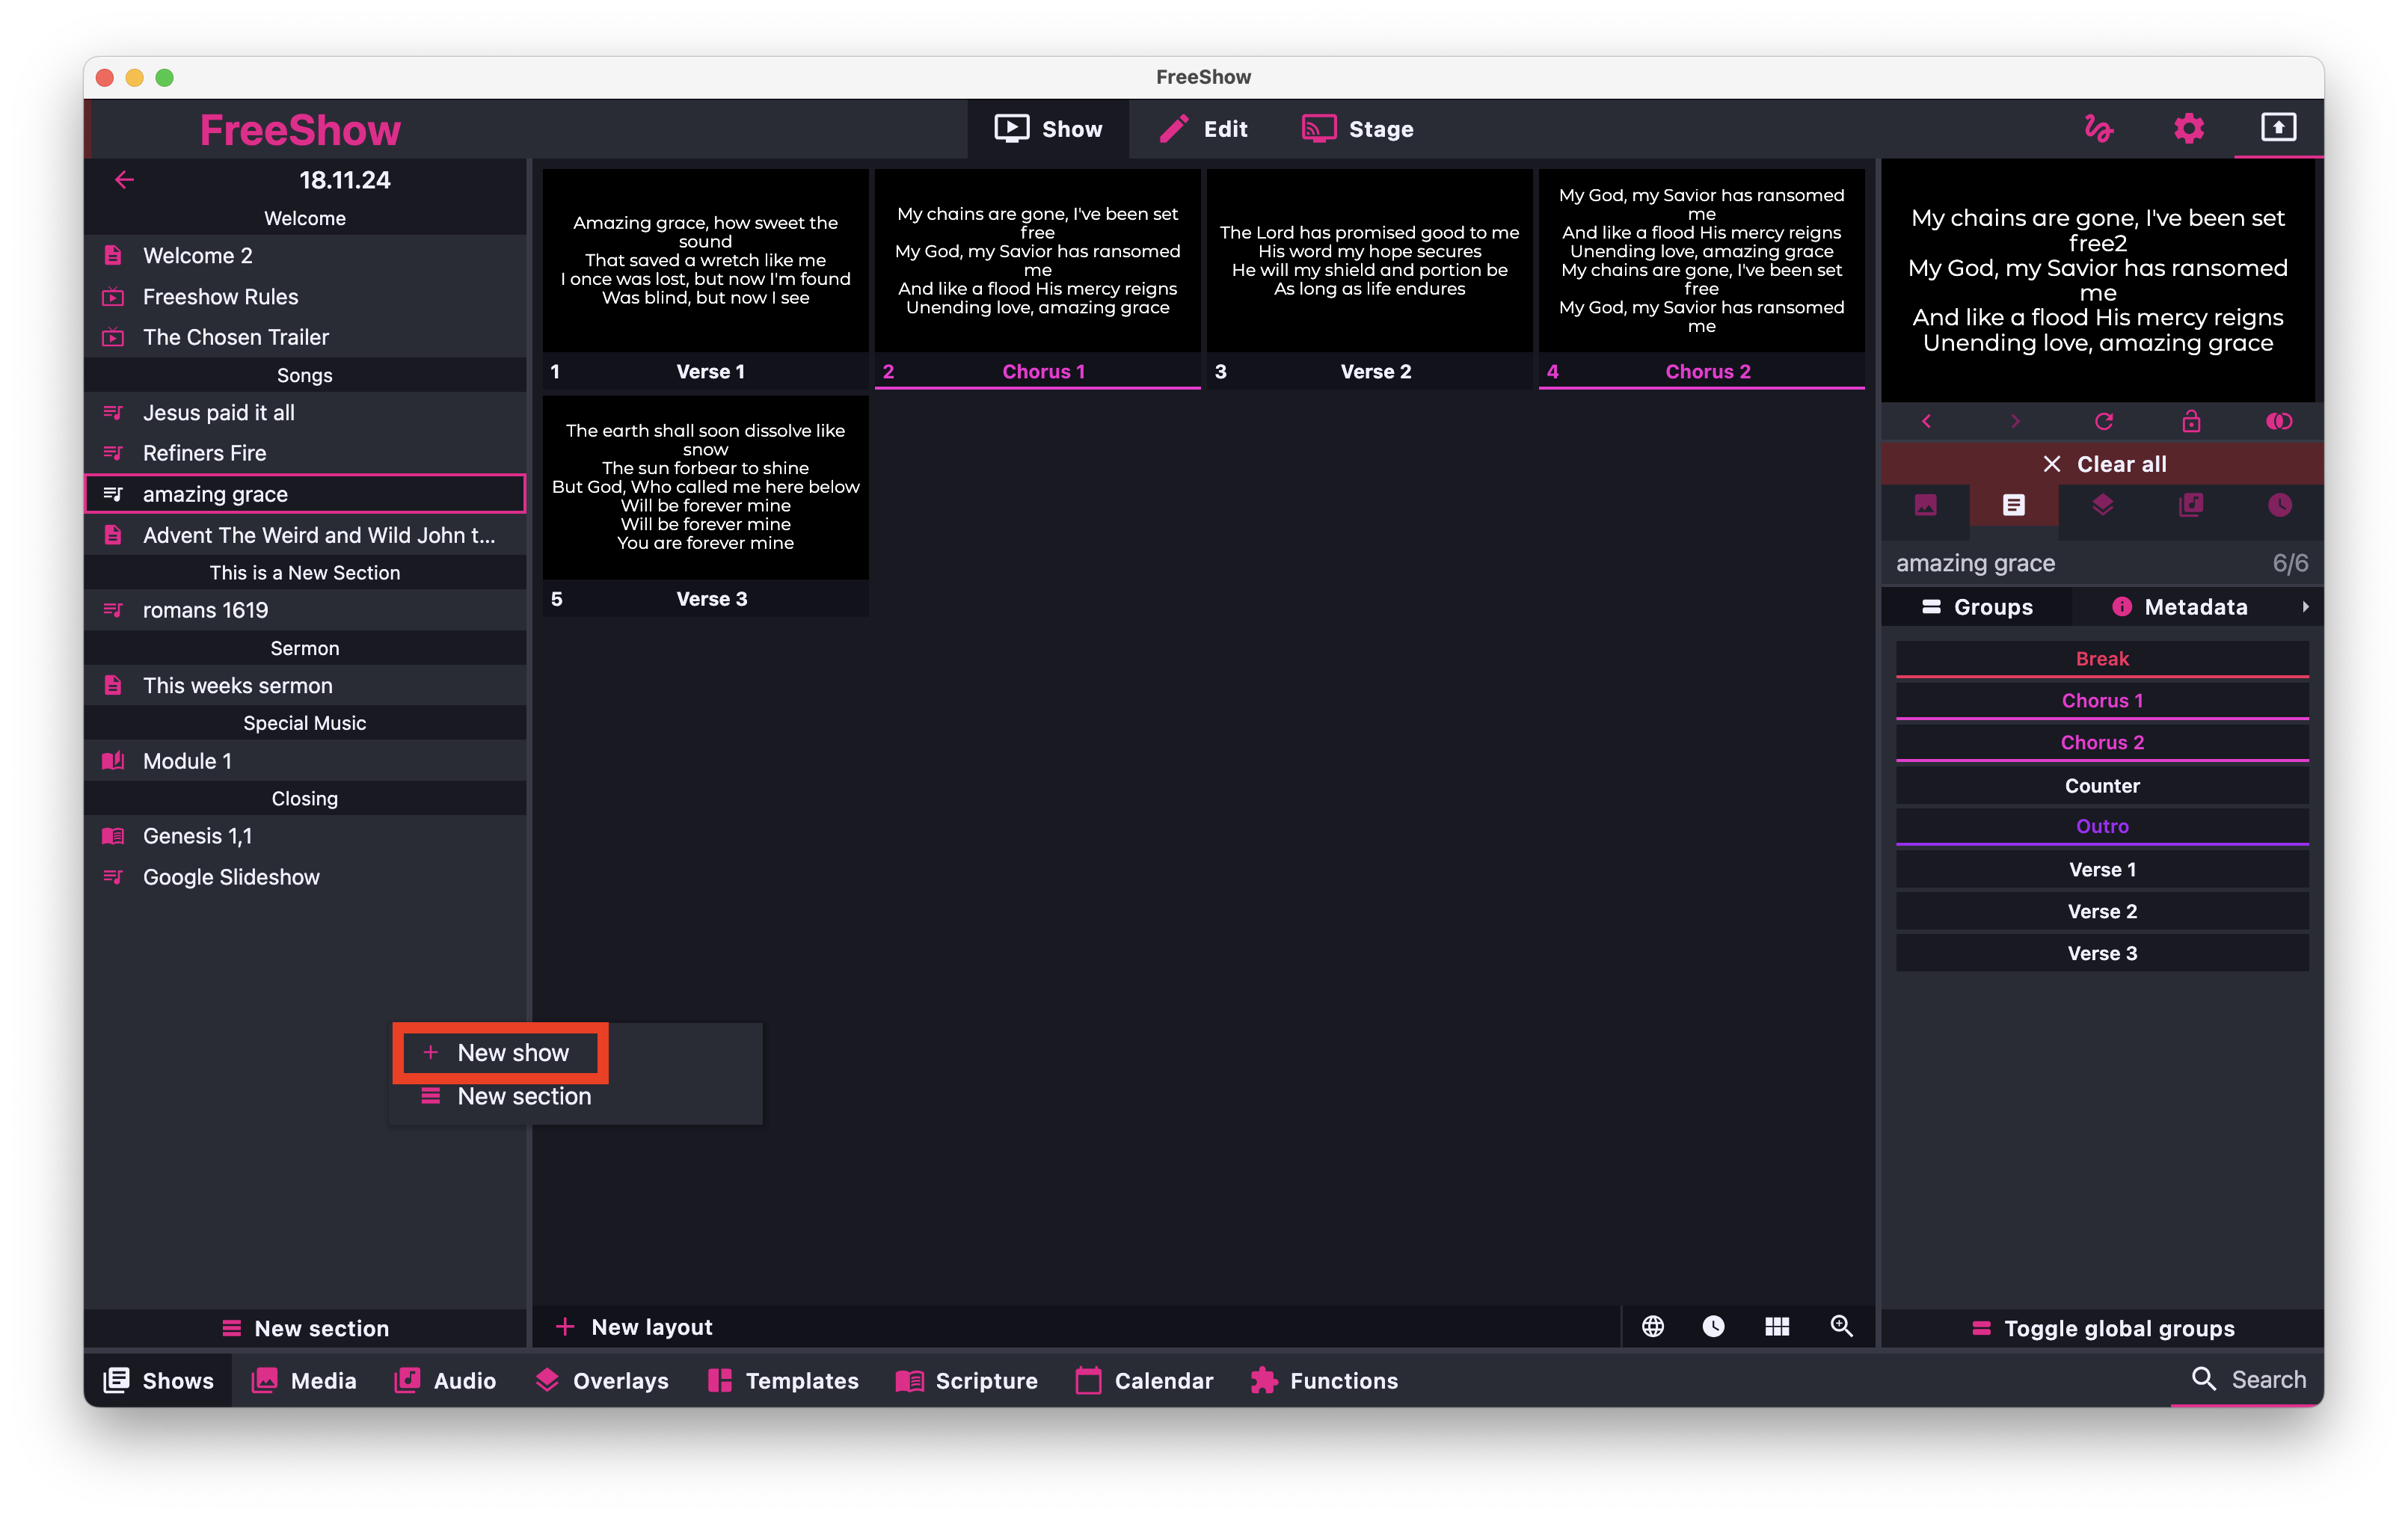 FreeShow
FreeShow
Show
Edit
Stage
18.11.24
Welcome
Welcome 2
Freeshow Rules
The Chosen Trailer
Songs
Jesus paid it all
Refiners Fire
amazing grace
Advent The Weird and Wild John t...
This is a New Section
romans 1619
Sermon
This weeks sermon
Special Music
Module 1
Closing
Genesis 1,1
Google Slideshow
New show
New section
New section
Amazing grace, how sweet the
sound
That saved a wretch like me
I once was lost, but now I'm found
Was blind, but now I see
1 Verse 1
My chains are gone, I've been set
free
My God, my Savior has ransomed
me
And like a flood His mercy reigns
Unending love, amazing grace
2 Chorus 1
The Lord has promised good to me
His word my hope secures
He will my shield and portion be
As long as life endures
3 Verse 2
My God, my Savior has ransomed
me
And like a flood His mercy reigns
Unending love, amazing grace
My chains are gone, I've been set
free
My God, my Savior has ransomed
me
4 Chorus 2
The earth shall soon dissolve like
snow
The sun forbear to shine
But God, Who called me here below
Will be forever mine
Will be forever mine
You are forever mine
5 Verse 3
New layout
My chains are gone, I've been set
free2
My God, my Savior has ransomed
me
And like a flood His mercy reigns
Unending love, amazing grace
Clear all
amazing grace 6/6
Groups
Metadata
Break
Chorus 1
Chorus 2
Counter
Outro
Verse 1
Verse 2
Verse 3
Toggle global groups
Shows
Media
Audio
Overlays
Templates
Scripture
Calendar
Functions
Search